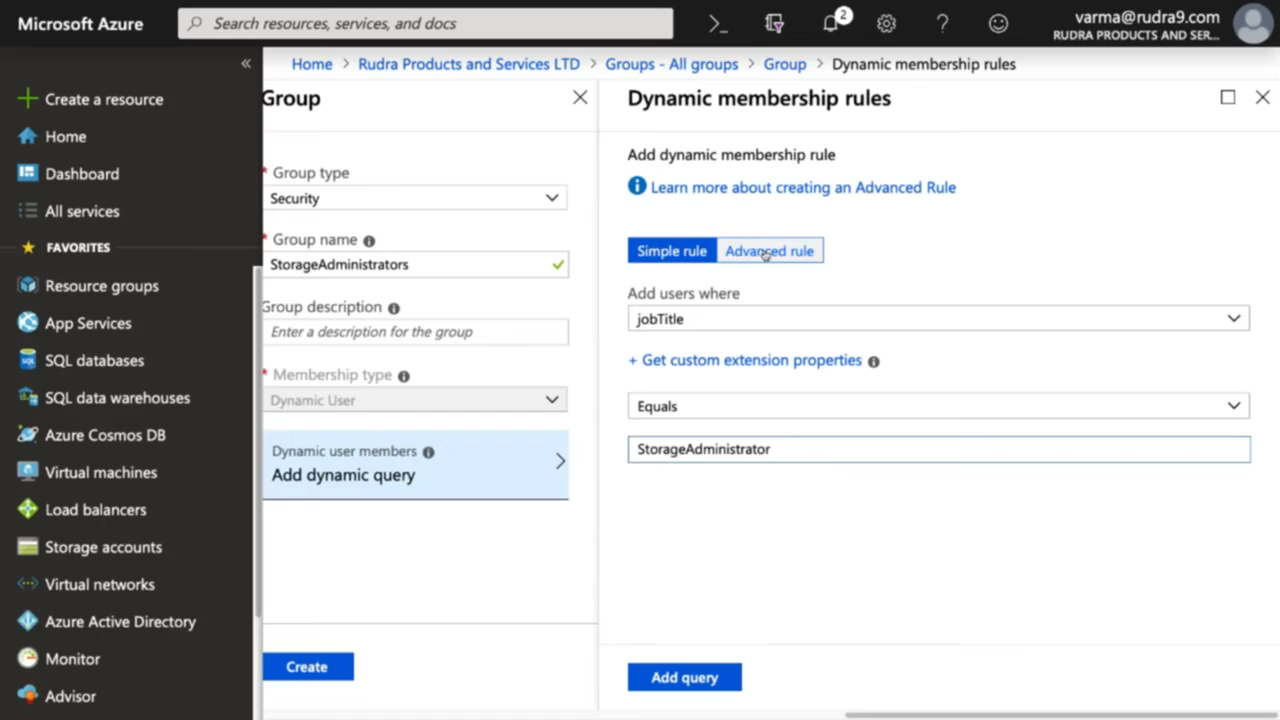 Microsoft Azure
Search resources, services, and docs
2
varma@rudra9.com
RUDRA PRODUCTS AND SER...
Home > Rudra Products and Services LTD > Groups - All groups > Group > Dynamic membership rules
Create a resource
Home
Dashboard
All services
FAVORITES
Resource groups
App Services
SQL databases
SQL data warehouses
Azure Cosmos DB
Virtual machines
Load balancers
Storage accounts
Virtual networks
Azure Active Directory
Monitor
Advisor
Group
* Group type
Security
* Group name
StorageAdministrators
Group description
Enter a description for the group
* Membership type
Dynamic User
Dynamic user members
Add dynamic query
Create
Dynamic membership rules
Add dynamic membership rule
Learn more about creating an Advanced Rule
Simple rule
Advanced rule
Add users where
jobTitle
+ Get custom extension properties
Equals
StorageAdministrator
Add query